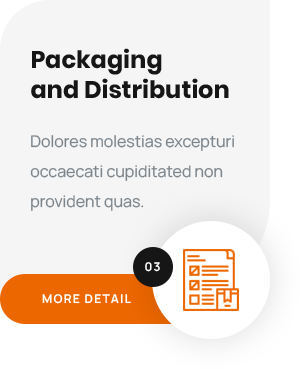 Packaging
and Distribution
Dolores molestias excepturi
occaecati cupiditated non
provident quas.
03
MORE DETAIL